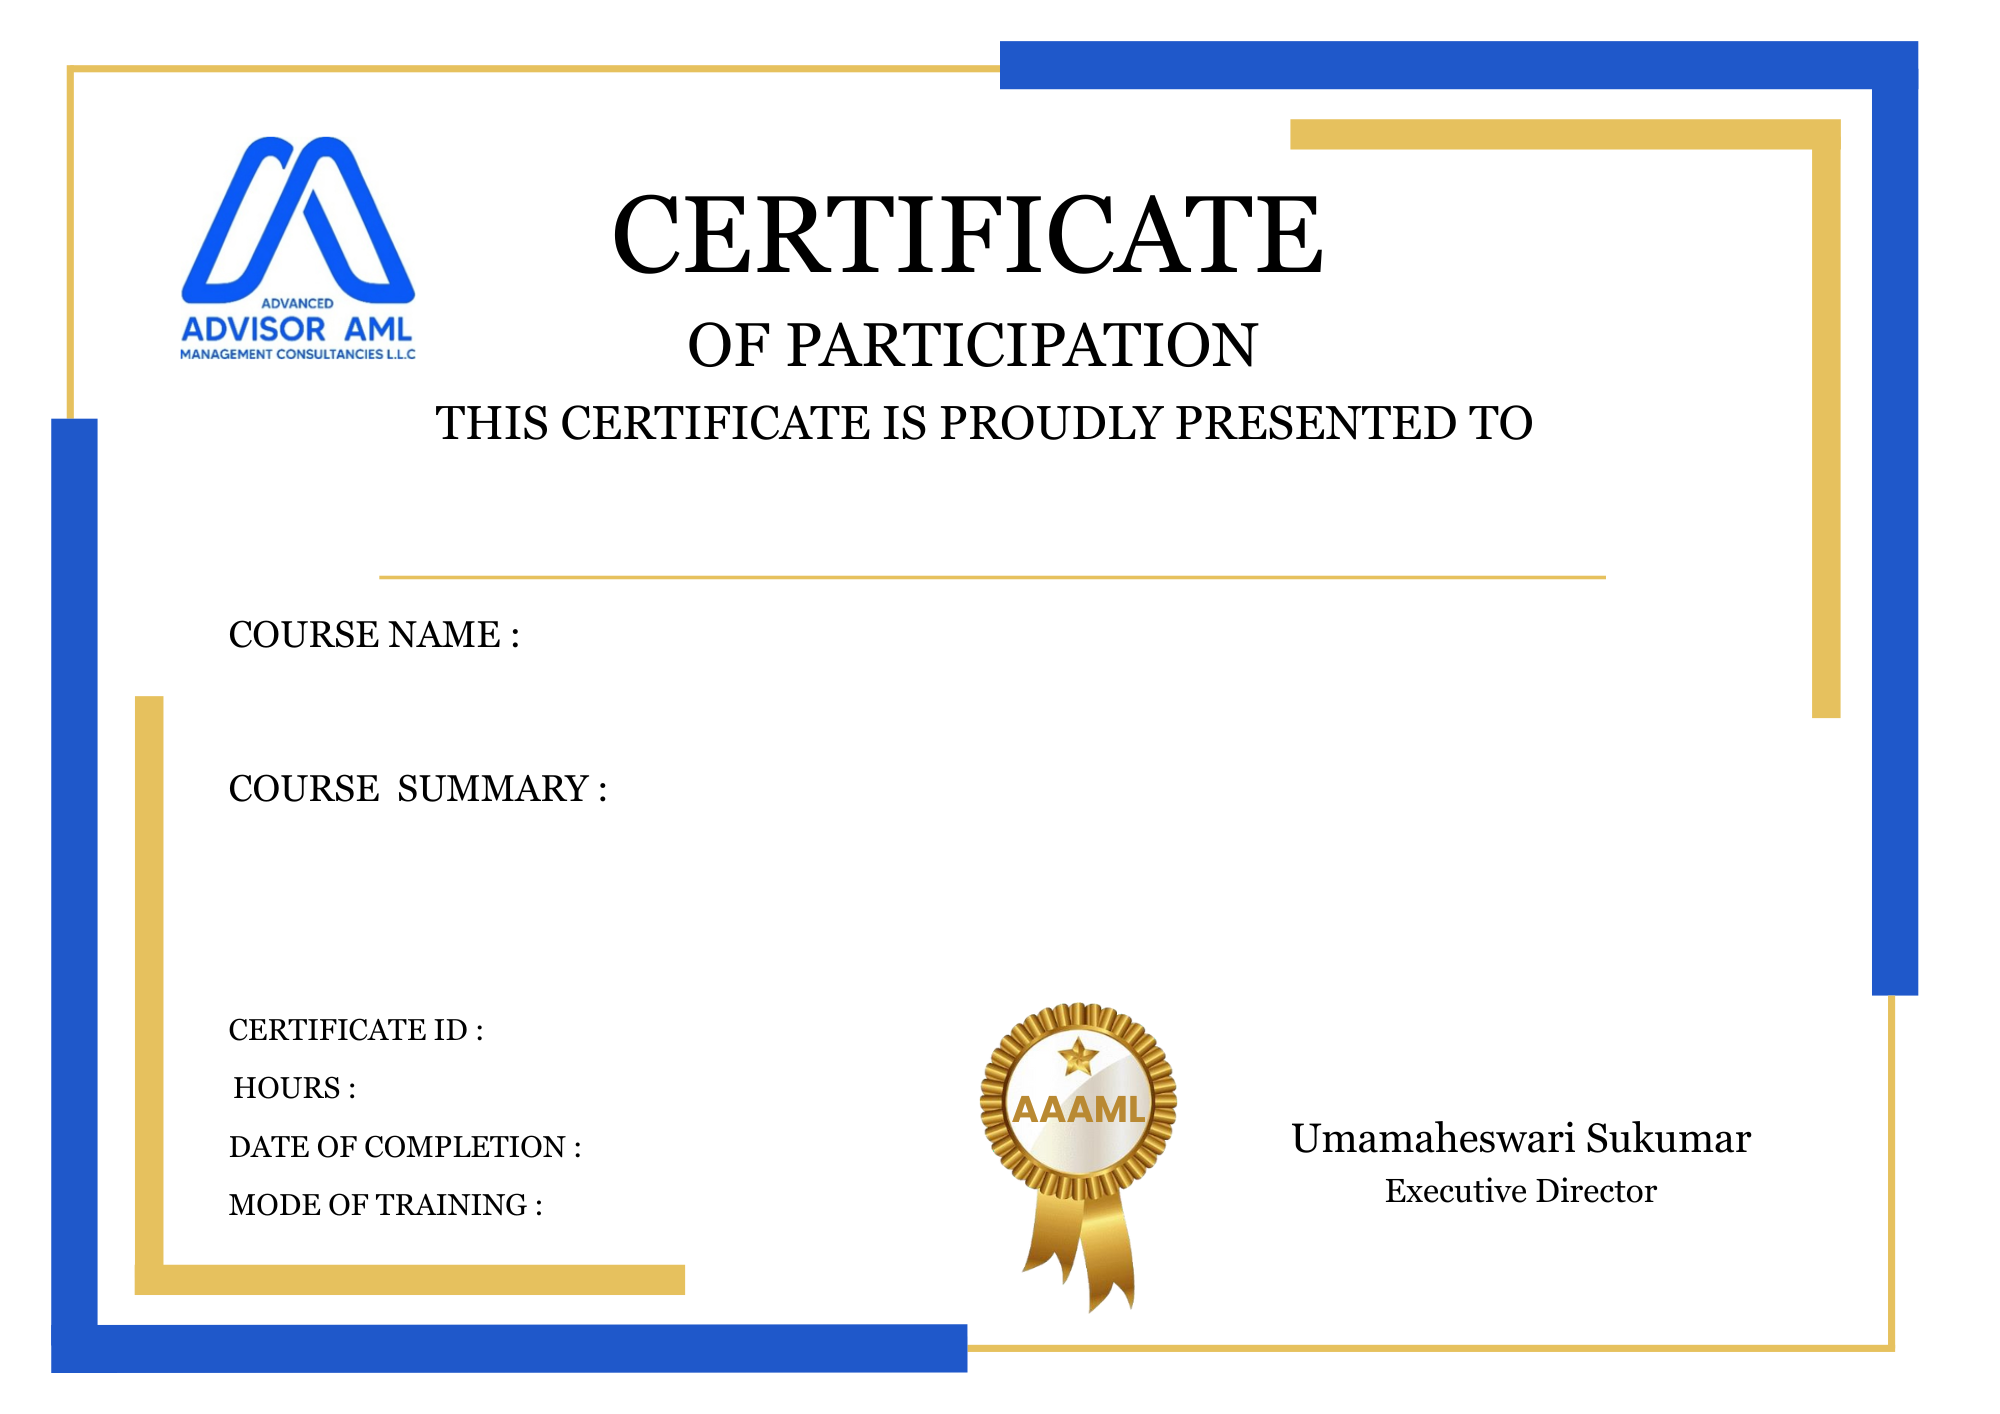 ADVANCED
ADVISOR AML
MANAGEMENT CONSULTANCIES L.L.C
CERTIFICATE
OF PARTICIPATION
THIS CERTIFICATE IS PROUDLY PRESENTED TO
COURSE NAME :
COURSE SUMMARY :
CERTIFICATE ID :
HOURS :
DATE OF COMPLETION :
MODE OF TRAINING :
AAAML
Umamaheswari Sukumar
Executive Director